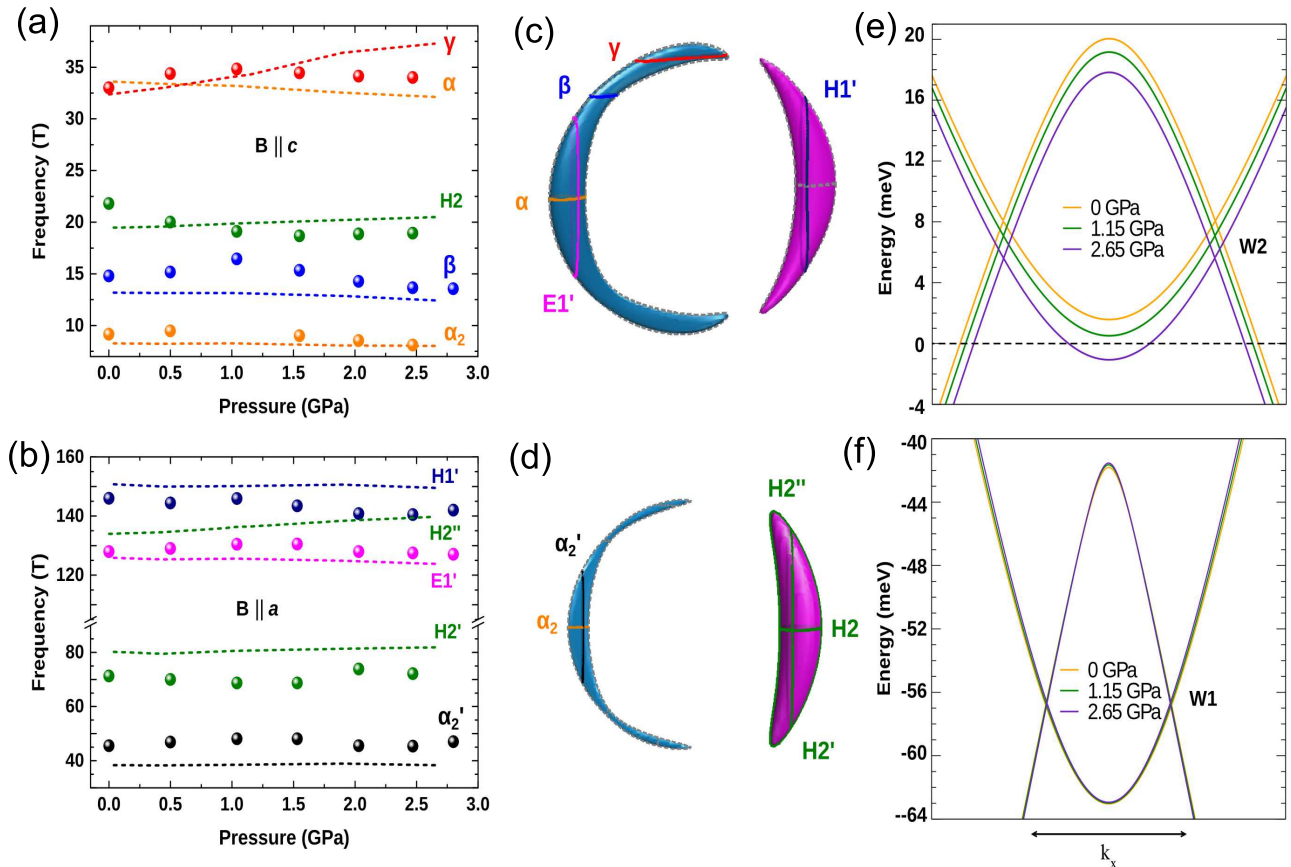 (a)
35
30
25
20
15
10
Frequency (T)
γ
α
B || c
H2
β
α₂
0.0 0.5 1.0 1.5 2.0 2.5 3.0
Pressure (GPa)
(b)
160
140
120
80
60
40
Frequency (T)
H1'
H2''
E1'
B || a
H2'
α₂'
0.0 0.5 1.0 1.5 2.0 2.5 3.0
Pressure (GPa)
(c)
γ
β
H1'
α
E1'
(d)
H2''
α₂'
α₂
H2
H2'
(e)
20
16
12
8
4
0
-4
Energy (meV)
0 GPa
1.15 GPa
2.65 GPa
W2
(f)
-40
-44
-48
-52
-56
-60
--64
Energy (meV)
0 GPa
1.15 GPa
2.65 GPa
W1
kₓ